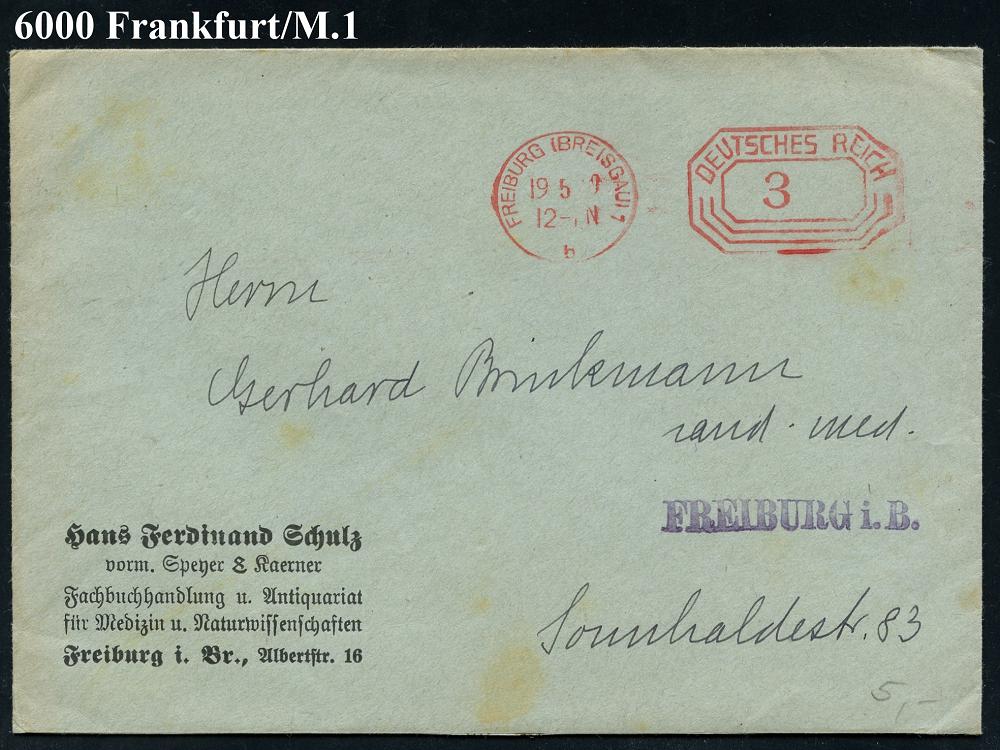 6000 Frankfurt/M.1
FREIBURG (BREISGAU) 1
19 5
12-
b
DEUTSCHES REICH
3
Herrn
Gerhard Brinkmann
cand. med.
FREIBURG i. B.
Sonnhaldestr. 83
Hans Ferdinand Schulz
vorm. Speyer & Kaerner
Fachbuchhandlung u. Antiquariat
für Medizin u. Naturwissenschaften
Freiburg i. Br., Albertstr. 16
5,-